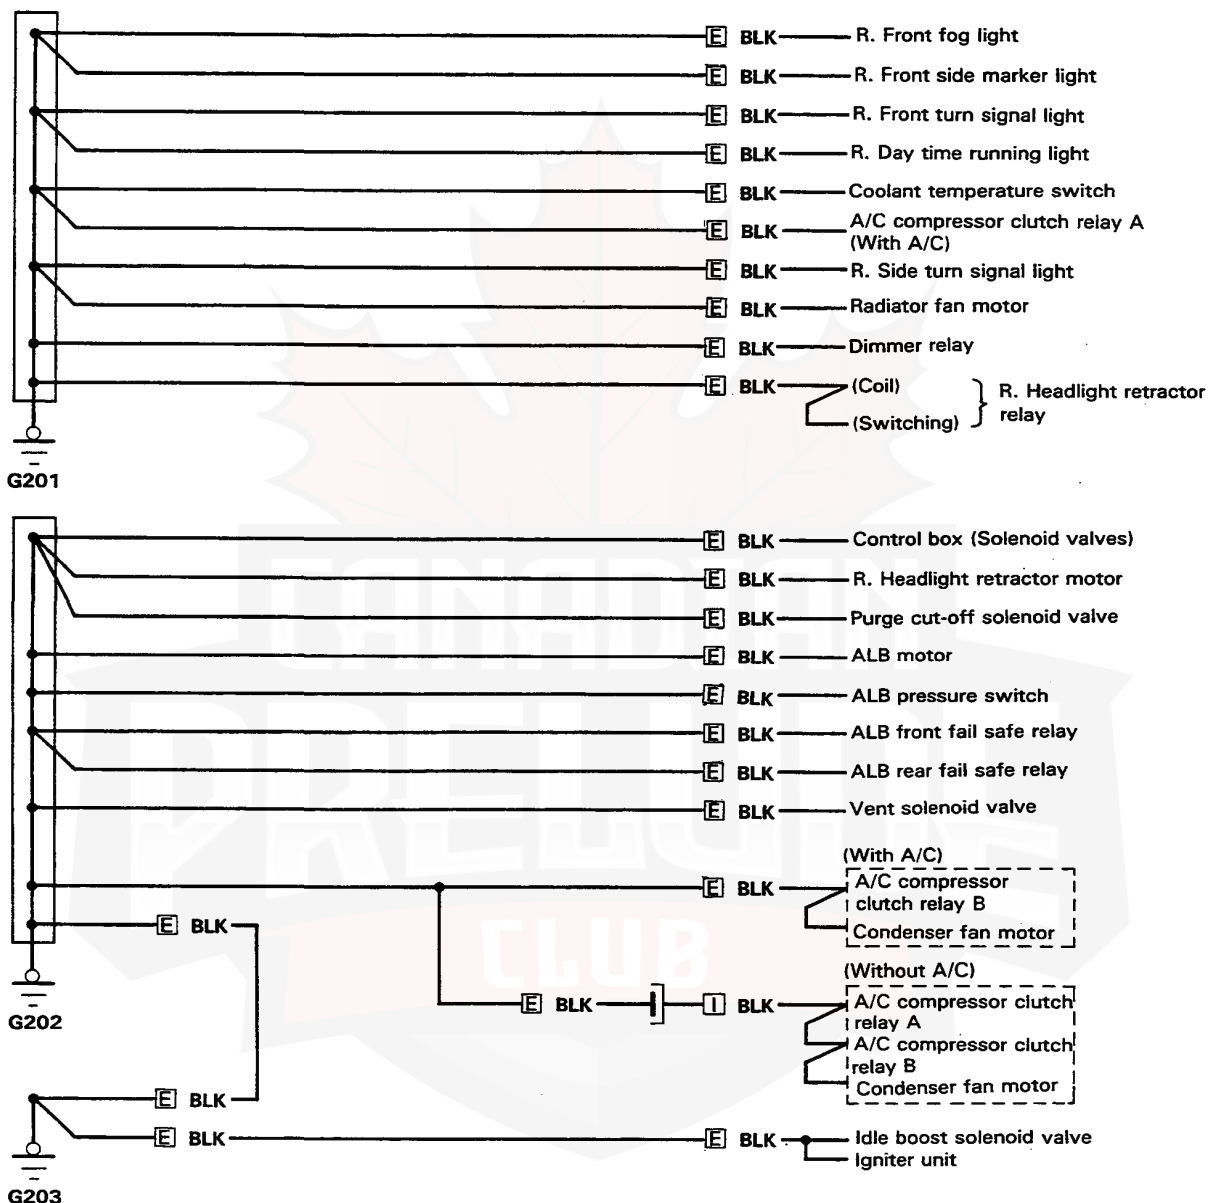 E BLK R. Front fog light
E BLK R. Front side marker light
E BLK R. Front turn signal light
E BLK R. Day time running light
E BLK Coolant temperature switch
E BLK A/C compressor clutch relay A
(With A/C)
E BLK R. Side turn signal light
E BLK Radiator fan motor
E BLK Dimmer relay
E BLK (Coil)
(Switching)
R. Headlight retractor
relay
G201
E BLK Control box (Solenoid valves)
E BLK R. Headlight retractor motor
E BLK Purge cut-off solenoid valve
E BLK ALB motor
E BLK ALB pressure switch
E BLK ALB front fail safe relay
E BLK ALB rear fail safe relay
E BLK Vent solenoid valve
(With A/C)
E BLK A/C compressor
clutch relay B
Condenser fan motor
E BLK
G202
(Without A/C)
E BLK I BLK A/C compressor clutch
relay A
A/C compressor clutch
relay B
Condenser fan motor
E BLK
E BLK E BLK Idle boost solenoid valve
Igniter unit
G203
CANADIAN
PRELUDE
CLUB